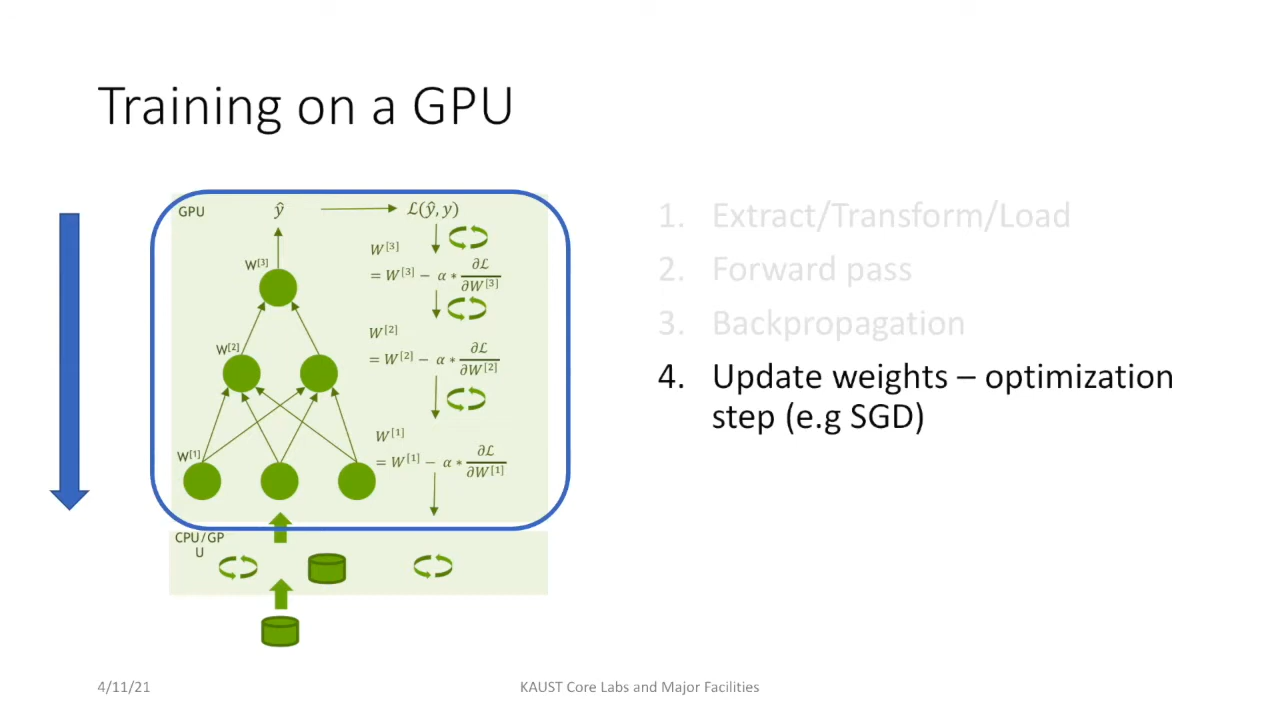 Training on a GPU
GPU
ŷ
ℒ(ŷ, y)
W[3]
W[3]
= W[3] − α ∗ ∂ℒ/∂W[3]
W[2]
W[2]
= W[2] − α ∗ ∂ℒ/∂W[2]
W[1]
W[1]
= W[1] − α ∗ ∂ℒ/∂W[1]
CPU/GP
U
1. Extract/Transform/Load
2. Forward pass
3. Backpropagation
4. Update weights – optimization
step (e.g SGD)
4/11/21
KAUST Core Labs and Major Facilities